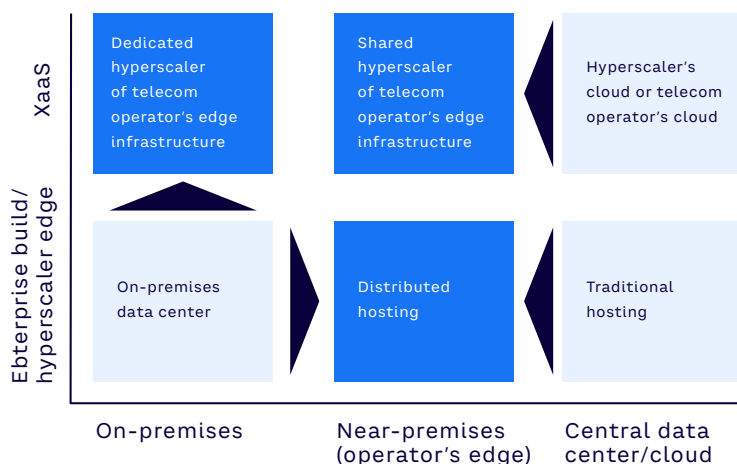 XaaS
Dedicated
hyperscaler
of telecom
operator's edge
infrastructure
Shared
hyperscaler
of telecom
operator's edge
infrastructure
Hyperscaler's
cloud or telecom
operator's cloud
Ebterprise build/
hyperscaler edge
On-premises
data center
Distributed
hosting
Traditional
hosting
On-premises
Near-premises
(operator's edge)
Central data
center/cloud